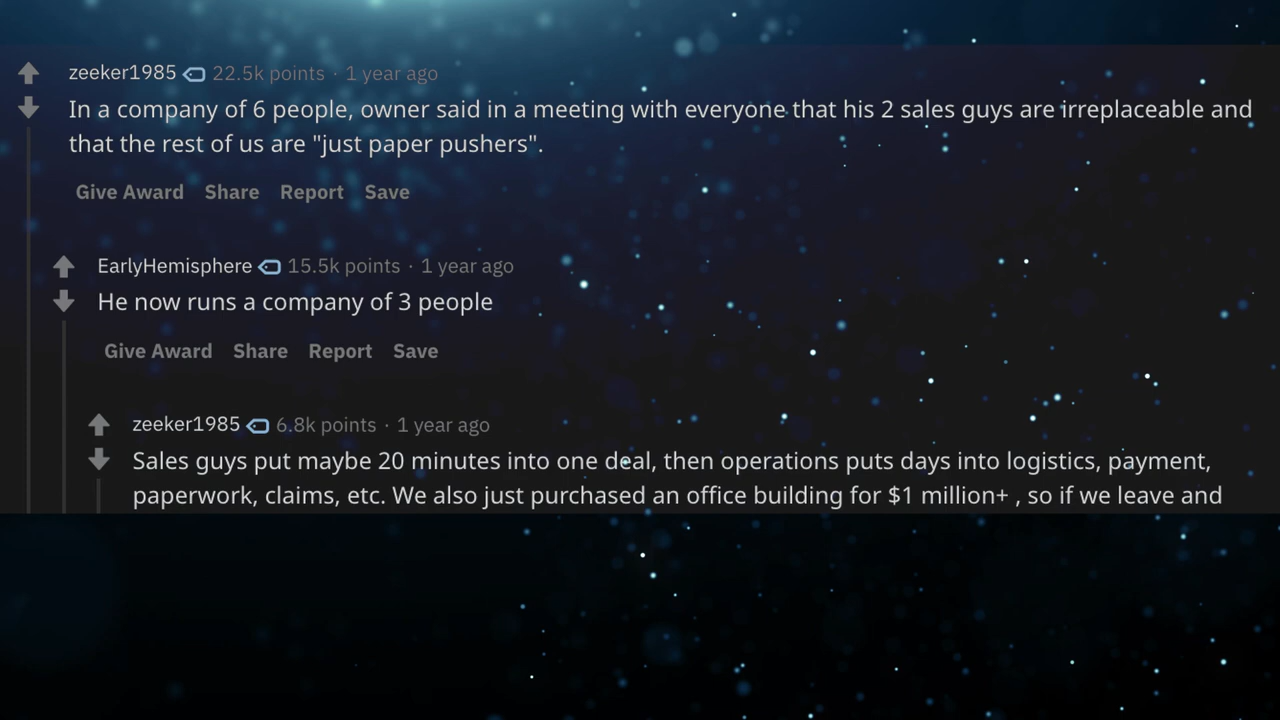 zeeker1985 22.5k points · 1 year ago
In a company of 6 people, owner said in a meeting with everyone that his 2 sales guys are irreplaceable and
that the rest of us are "just paper pushers".
Give Award Share Report Save
EarlyHemisphere 15.5k points · 1 year ago
He now runs a company of 3 people
Give Award Share Report Save
zeeker1985 6.8k points · 1 year ago
Sales guys put maybe 20 minutes into one deal, then operations puts days into logistics, payment,
paperwork, claims, etc. We also just purchased an office building for $1 million+ , so if we leave and